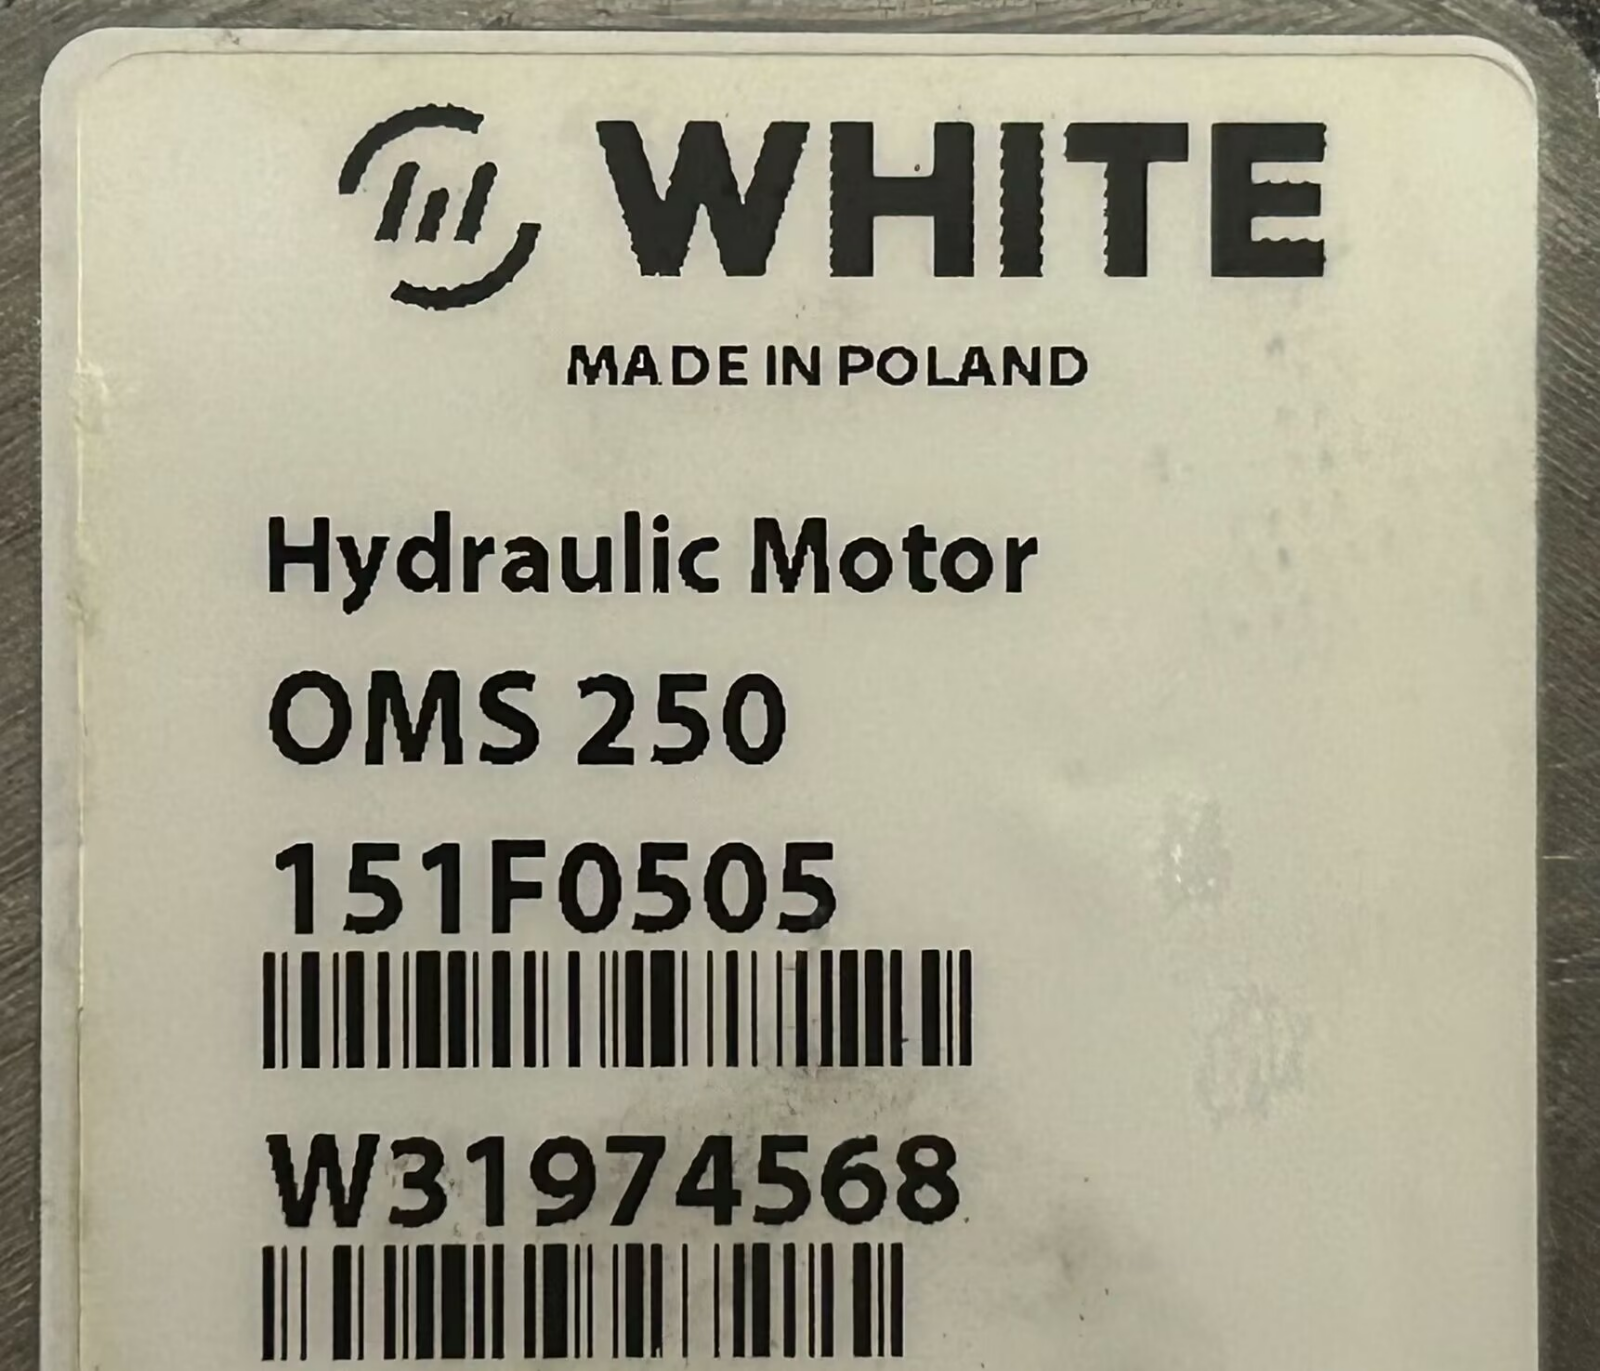 WHITE
MADE IN POLAND
Hydraulic Motor
OMS 250
151F0505
W31974568